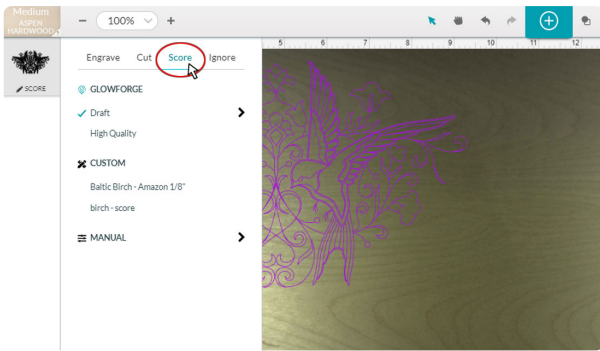 Medium
ASPEN
HARDWOOD
− 100% +
5 6 7 8 9 10 11 12
Engrave Cut Score Ignore
SCORE
GLOWFORGE
Draft
High Quality
CUSTOM
Baltic Birch - Amazon 1/8"
birch - score
MANUAL